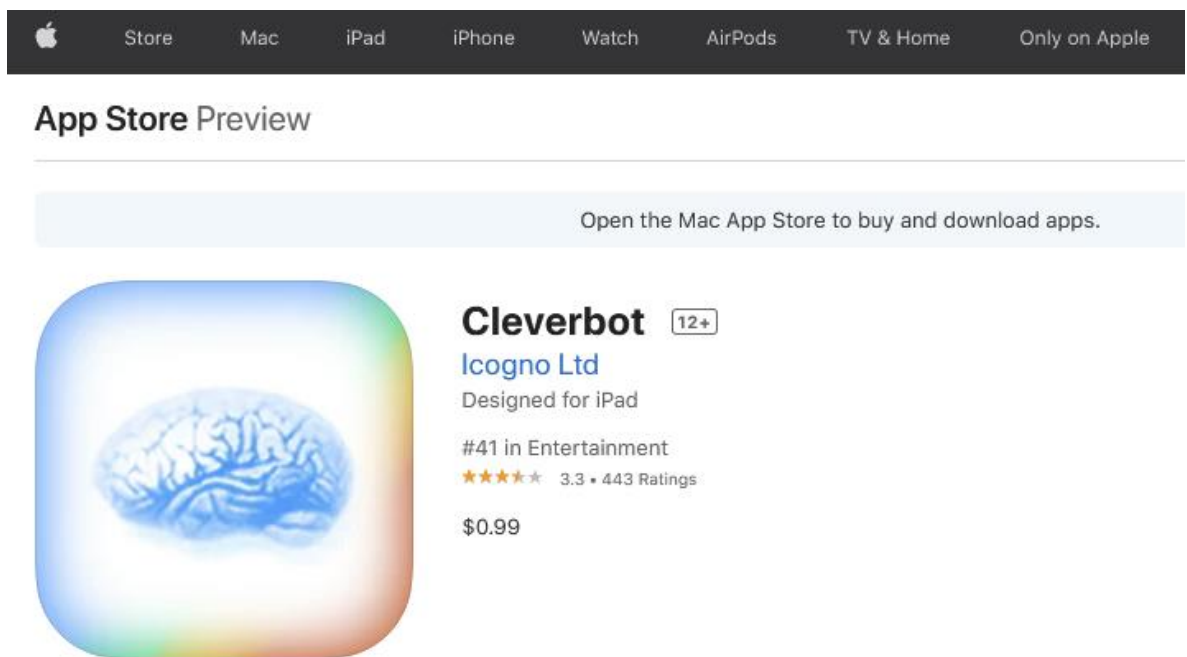 Store Mac iPad iPhone Watch AirPods TV & Home Only on Apple
App Store Preview
Open the Mac App Store to buy and download apps.
Cleverbot 12+
Icogno Ltd
Designed for iPad
#41 in Entertainment
3.3 • 443 Ratings
$0.99